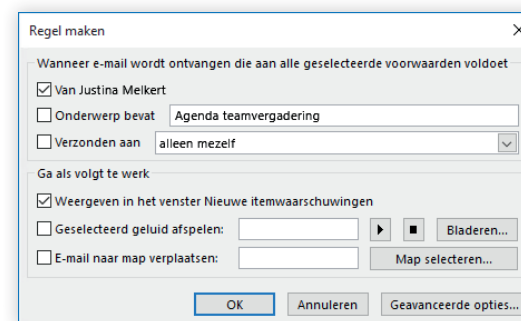 Regel maken
Wanneer e-mail wordt ontvangen die aan alle geselecteerde voorwaarden voldoet
Van Justina Melkert
Onderwerp bevat Agenda teamvergadering
Verzonden aan alleen mezelf
Ga als volgt te werk
Weergeven in het venster Nieuwe itemwaarschuwingen
Geselecteerd geluid afspelen: Bladeren...
E-mail naar map verplaatsen: Map selecteren...
OK Annuleren Geavanceerde opties...